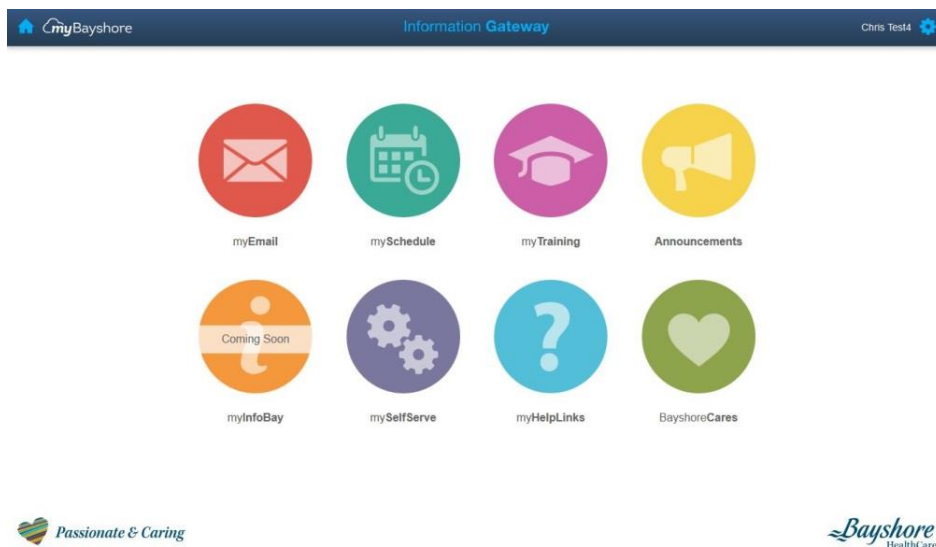 myBayshore
Information Gateway
Chris Test4
myEmail
mySchedule
myTraining
Announcements
Coming Soon
myInfoBay
mySelfServe
myHelpLinks
BayshoreCares
Passionate & Caring
Bayshore
HealthCare